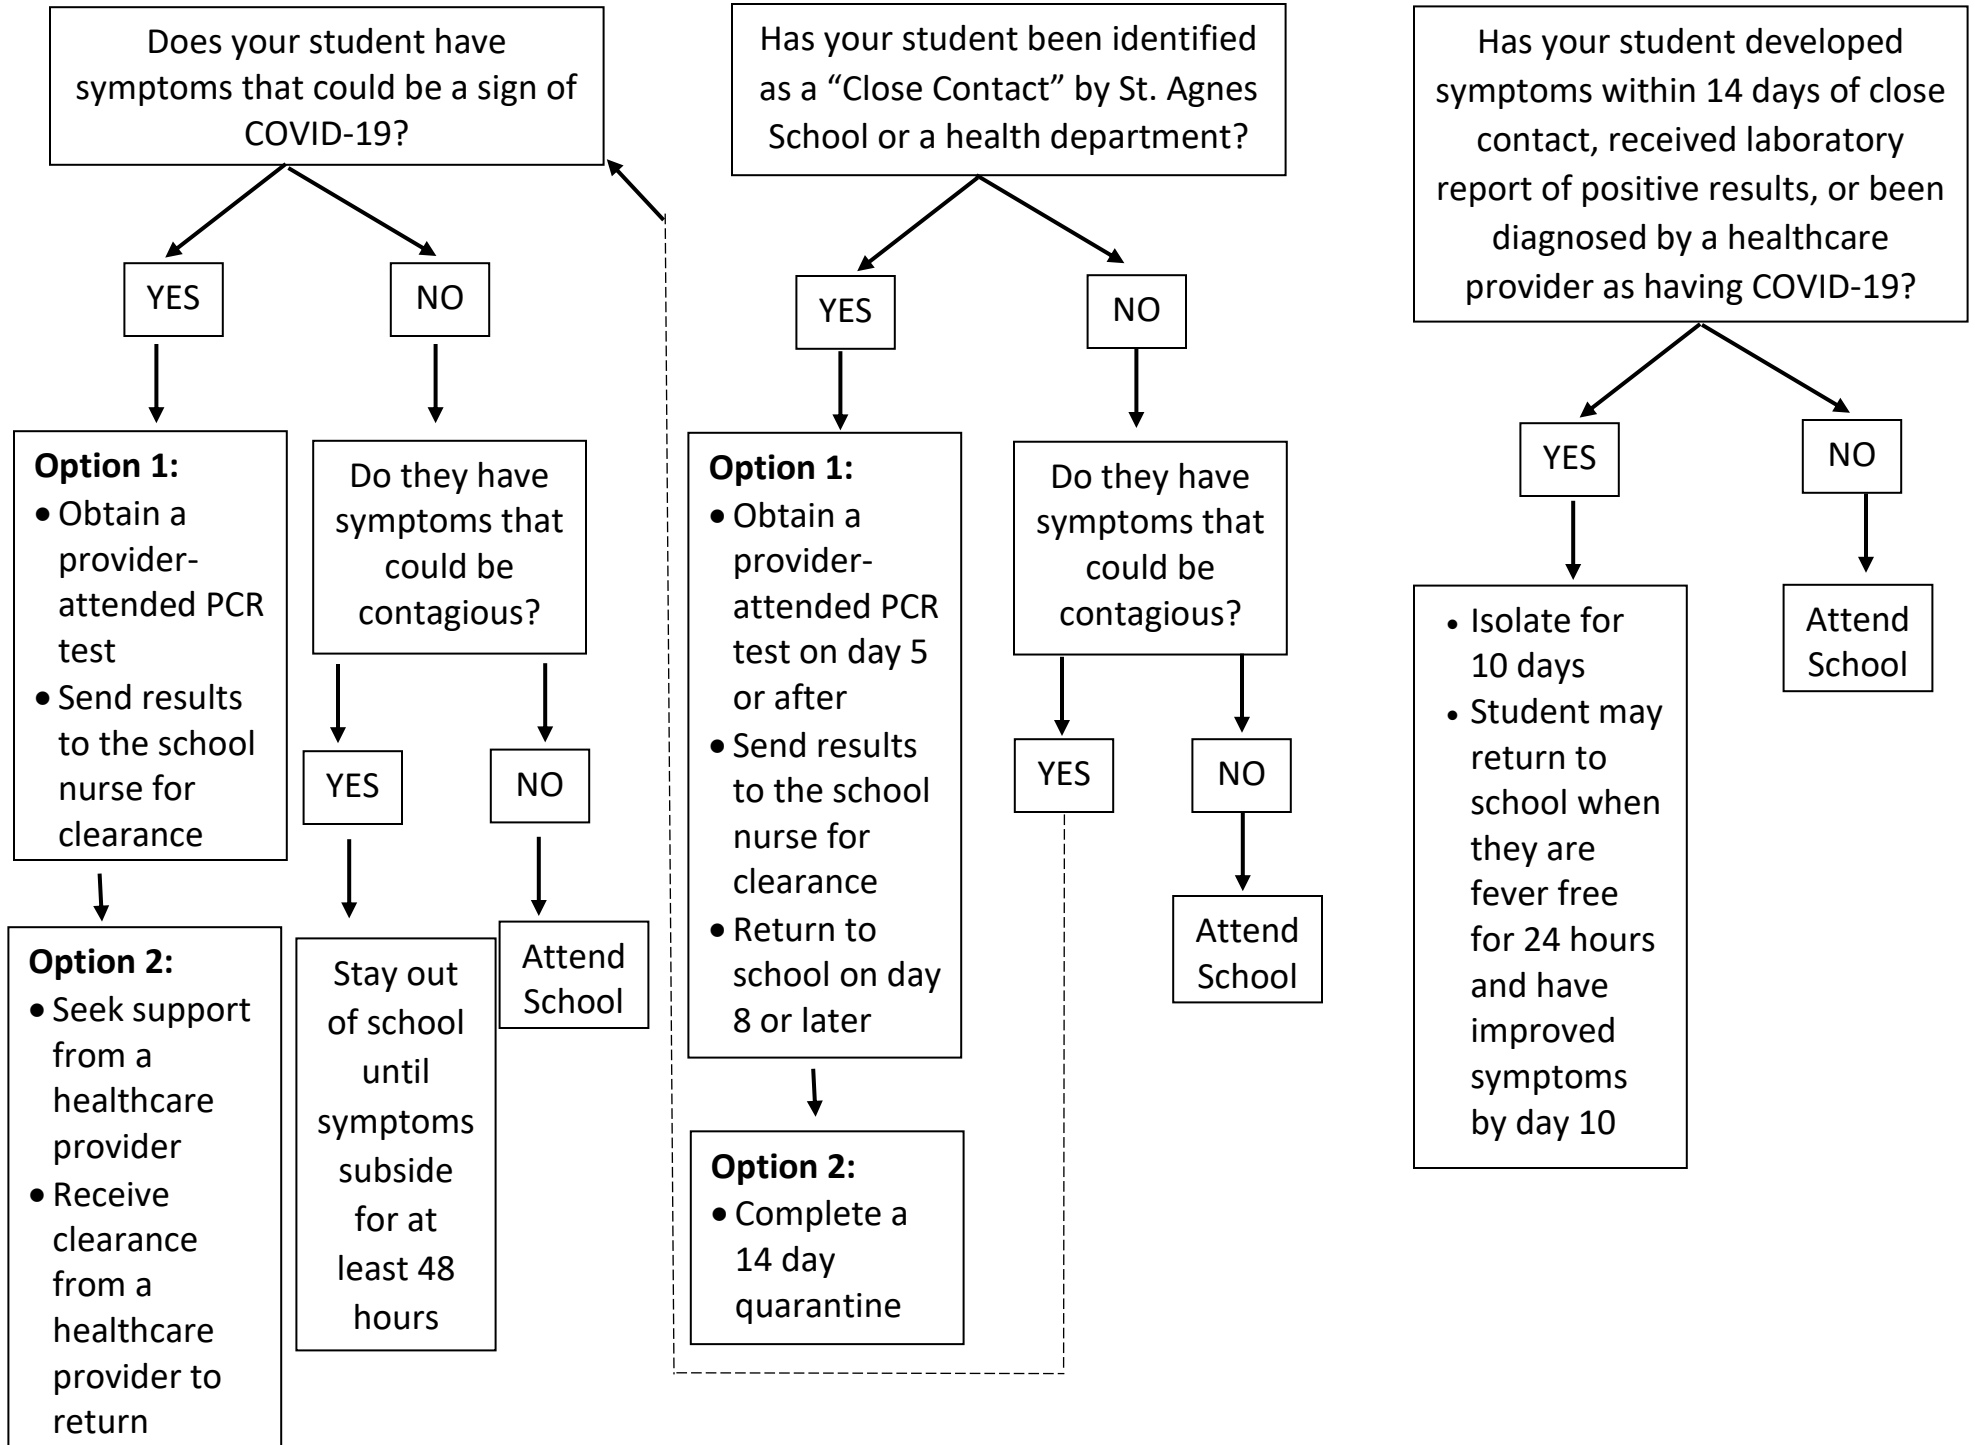 Does your student have
symptoms that could be a sign of
COVID-19?
YES
NO
Option 1:
• Obtain a
provider-
attended PCR
test
• Send results
to the school
nurse for
clearance
Option 2:
• Seek support
from a
healthcare
provider
• Receive
clearance
from a
healthcare
provider to
return
Do they have
symptoms that
could be
contagious?
YES
NO
Stay out
of school
until
symptoms
subside
for at
least 48
hours
Attend
School
Has your student been identified
as a “Close Contact” by St. Agnes
School or a health department?
YES
NO
Option 1:
• Obtain a
provider-
attended PCR
test on day 5
or after
• Send results
to the school
nurse for
clearance
• Return to
school on day
8 or later
Option 2:
• Complete a
14 day
quarantine
Do they have
symptoms that
could be
contagious?
YES
NO
Attend
School
Has your student developed
symptoms within 14 days of close
contact, received laboratory
report of positive results, or been
diagnosed by a healthcare
provider as having COVID-19?
YES
NO
• Isolate for
10 days
• Student may
return to
school when
they are
fever free
for 24 hours
and have
improved
symptoms
by day 10
Attend
School